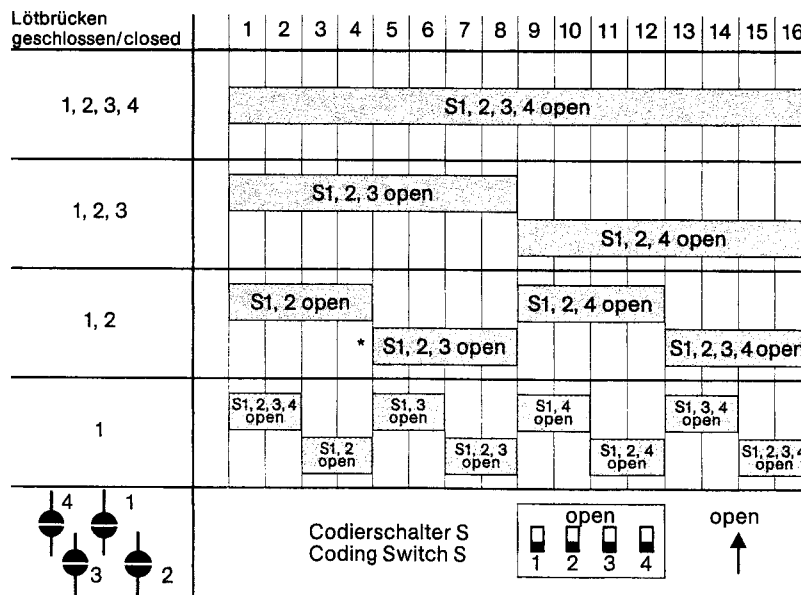 Lötbrücken
geschlossen/closed
1 2 3 4 5 6 7 8 9 10 11 12 13 14 15 16
1, 2, 3, 4
S1, 2, 3, 4 open
1, 2, 3
S1, 2, 3 open
S1, 2, 4 open
1, 2
S1, 2 open
S1, 2, 4 open
* S1, 2, 3 open
S1, 2, 3, 4 open
1
S1, 2, 3, 4
open
S1, 3
open
S1, 4
open
S1, 3, 4
open
S1, 2
open
S1, 2, 3
open
S1, 2, 4
open
S1, 2, 3, 4
open
4 1
3 2
Codierschalter S
Coding Switch S
open
1 2 3 4
open